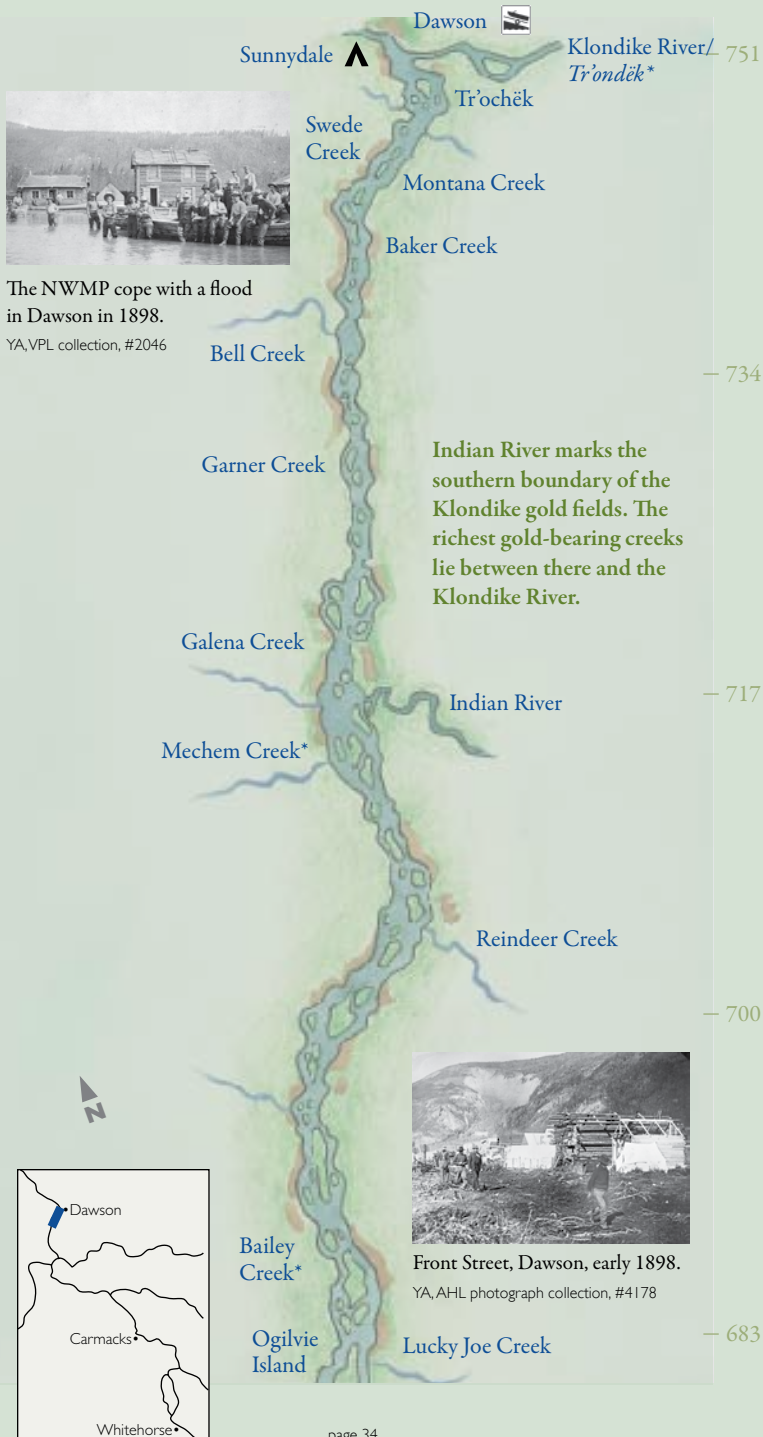 Dawson
Sunnydale
Klondike River/
Tr'ondëk*
751
Tr'ochëk
Swede
Creek
Montana Creek
Baker Creek
The NWMP cope with a flood
in Dawson in 1898.
YA, VPL collection, #2046
Bell Creek
734
Garner Creek
Indian River marks the
southern boundary of the
Klondike gold fields. The
richest gold-bearing creeks
lie between there and the
Klondike River.
Galena Creek
717
Indian River
Mechem Creek*
Reindeer Creek
700
N
Bailey
Creek*
Front Street, Dawson, early 1898.
YA, AHL photograph collection, #4178
Ogilvie
Island
Lucky Joe Creek
683
Dawson
Carmacks
Whitehorse
page 34